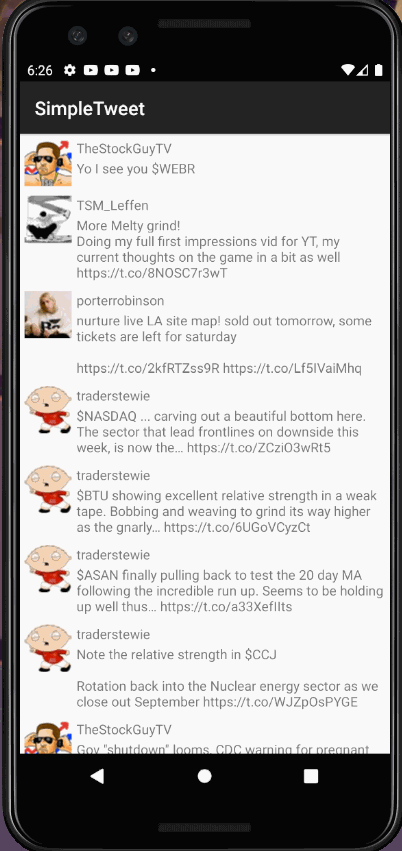 6:26
SimpleTweet
TheStockGuyTV
Yo I see you $WEBR
TSM_Leffen
More Melty grind!
Doing my full first impressions vid for YT, my
current thoughts on the game in a bit as well
https://t.co/8NOSC7r3wT
porterrobinson
nurture live LA site map! sold out tomorrow, some
tickets are left for saturday
https://t.co/2kfRTZss9R https://t.co/Lf5IVaiMhq
traderstewie
$NASDAQ ... carving out a beautiful bottom here.
The sector that lead frontlines on downside this
week, is now the… https://t.co/ZCziO3wRt5
traderstewie
$BTU showing excellent relative strength in a weak
tape. Bobbing and weaving to grind its way higher
as the gnarly… https://t.co/6UGoVCyzCt
traderstewie
$ASAN finally pulling back to test the 20 day MA
following the incredible run up. Seems to be holding
up well thus… https://t.co/a33XefIIts
traderstewie
Note the relative strength in $CCJ
Rotation back into the Nuclear energy sector as we
close out September https://t.co/WJZpOsPYGE
TheStockGuyTV
Gov "shutdown" looms, CDC warning for pregnant